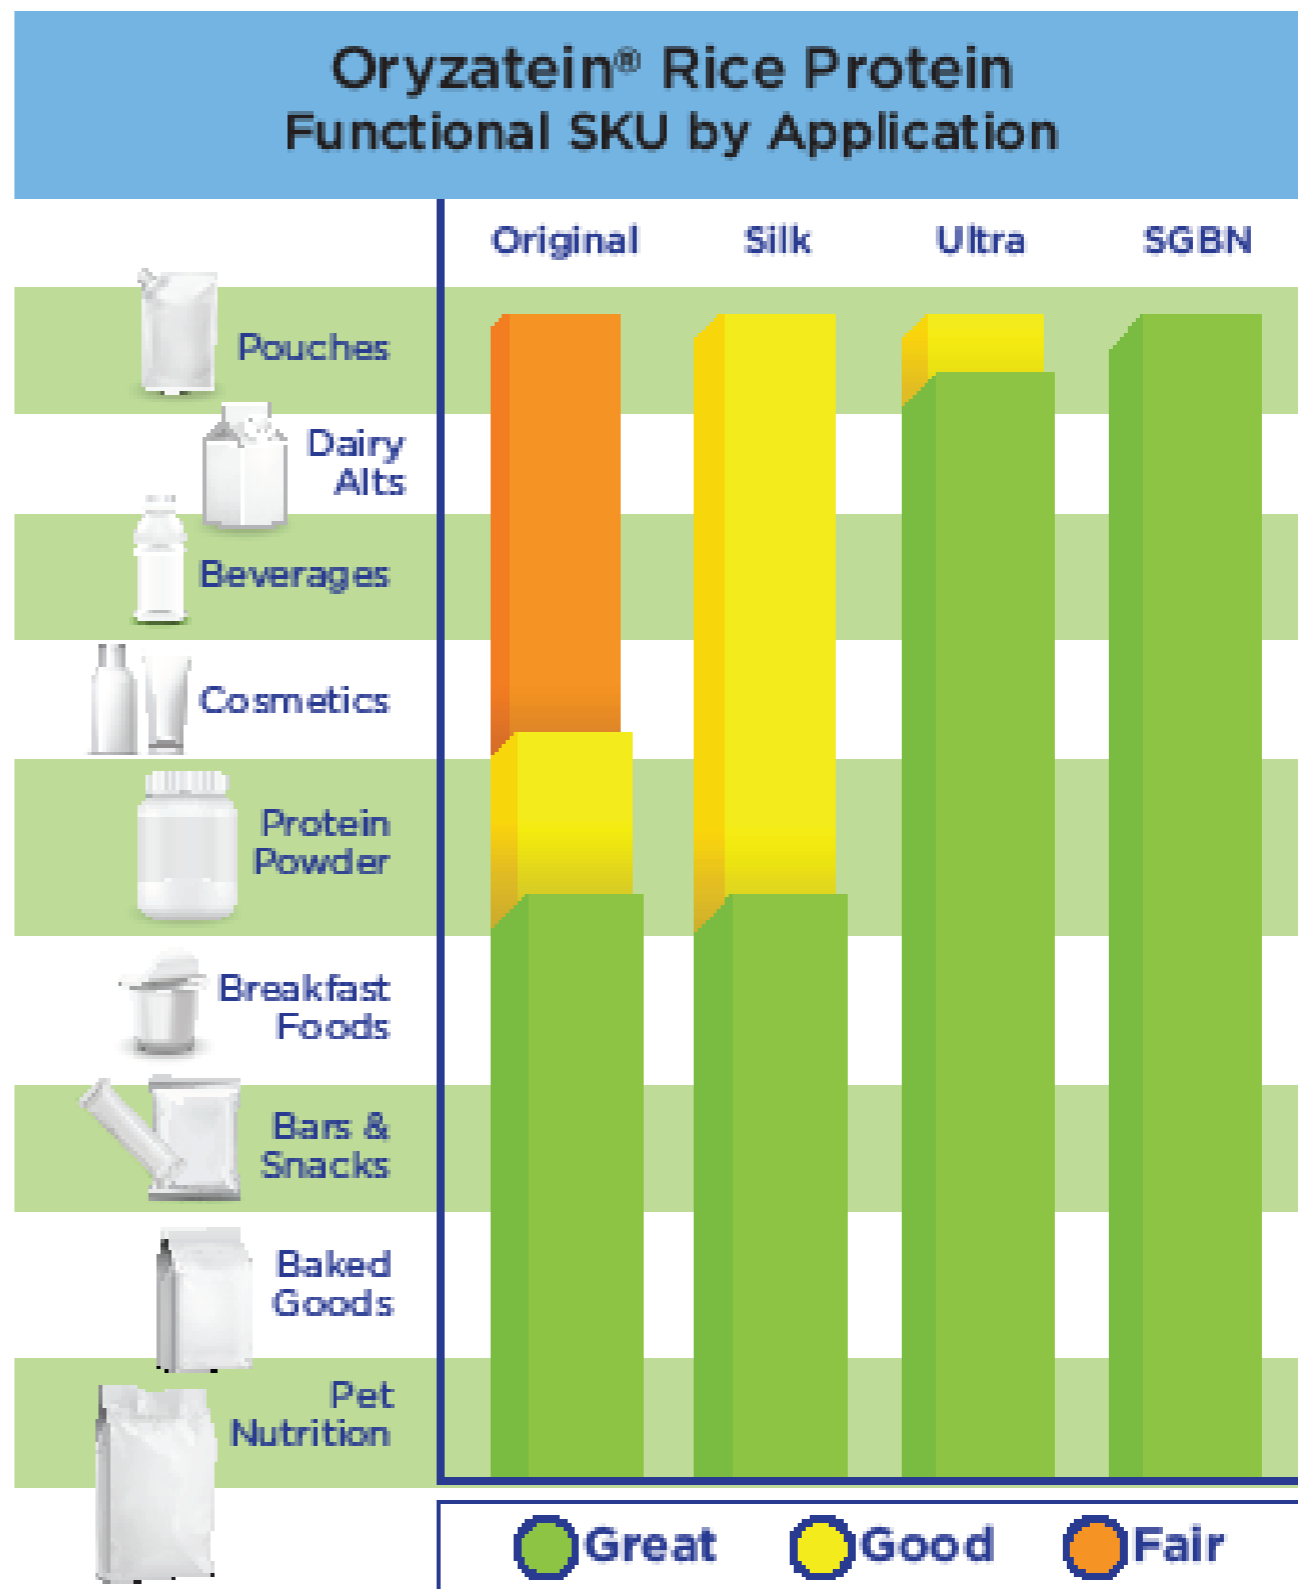 Oryzatein® Rice Protein
Functional SKU by Application
Original Silk Ultra SGBN
Pouches
Dairy
Alts
Beverages
Cosmetics
Protein
Powder
Breakfast
Foods
Bars &
Snacks
Baked
Goods
Pet
Nutrition
Great Good Fair